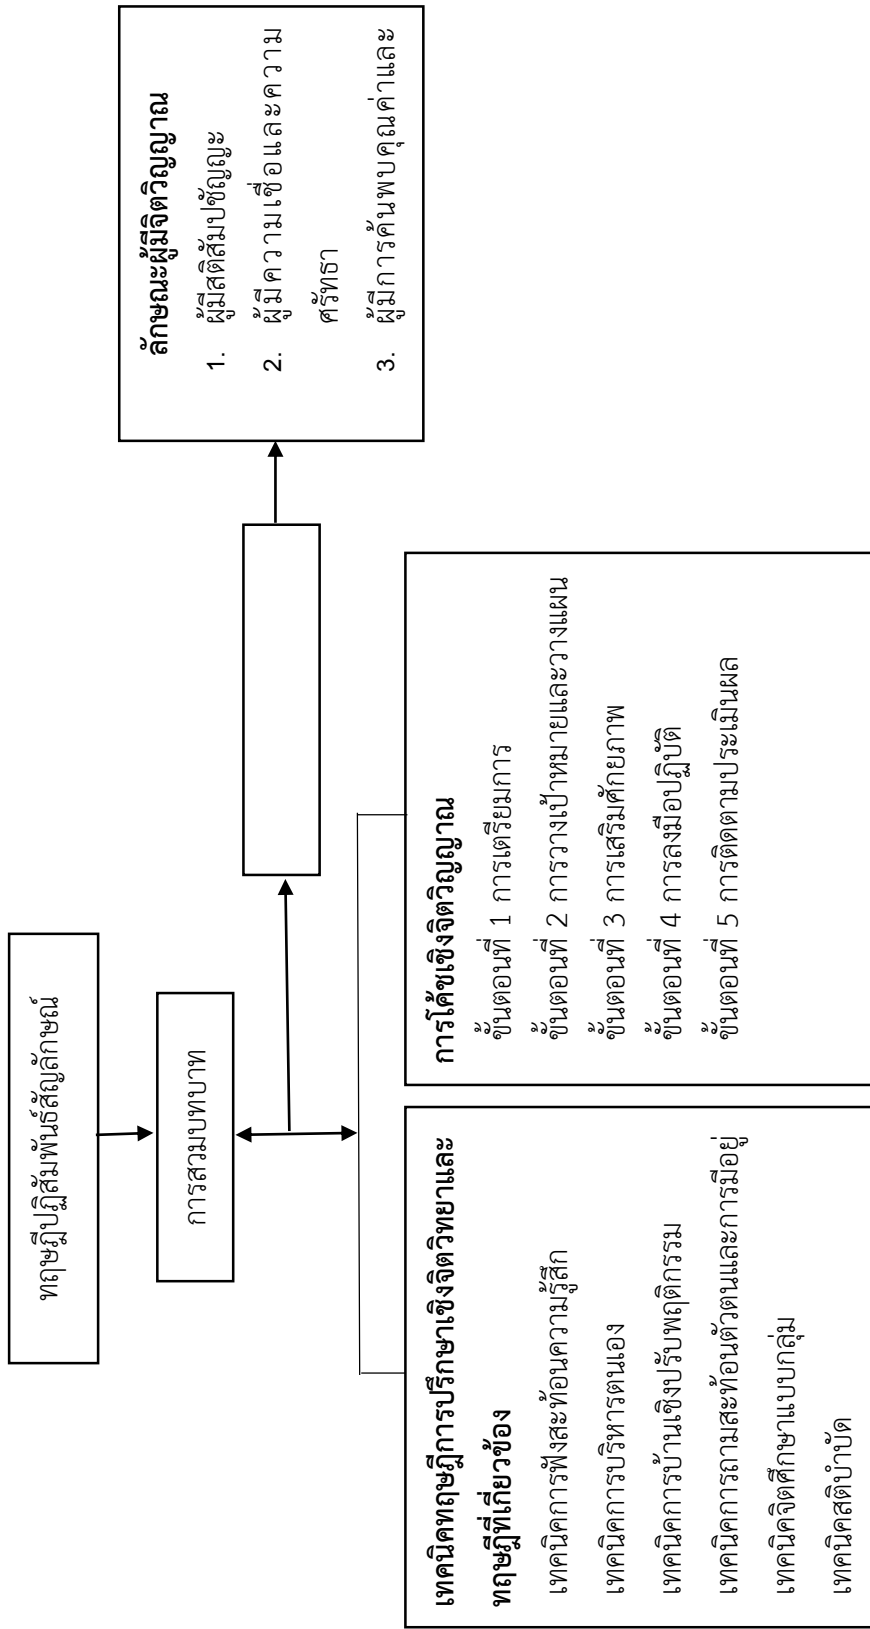 ทฤษฎีปฏิสัมพันธ์สัญลักษณ์
การสวมบทบาท
เทคนิคทฤษฎีการปรึกษาเชิงจิตวิทยาและ
ทฤษฎีที่เกี่ยวข้อง
เทคนิคการฟังสะท้อนความรู้สึก
เทคนิคการบริหารตนเอง
เทคนิคการบ้านเชิงปรับพฤติกรรม
เทคนิคการถามสะท้อนตัวตนและการมีอยู่
เทคนิคจิตศึกษาแบบกลุ่ม
เทคนิคสติบำบัด
การโค้ชเชิงจิตวิญญาณ
ขั้นตอนที่ 1 การเตรียมการ
ขั้นตอนที่ 2 การวางเป้าหมายและวางแผน
ขั้นตอนที่ 3 การเสริมศักยภาพ
ขั้นตอนที่ 4 การลงมือปฏิบัติ
ขั้นตอนที่ 5 การติดตามประเมินผล
ลักษณะผู้มีจิตวิญญาณ
1. ผู้มีสติสัมปชัญญะ
2. ผู้มีความเชื่อและความ
ศรัทธา
3. ผู้มีการค้นพบคุณค่าและ